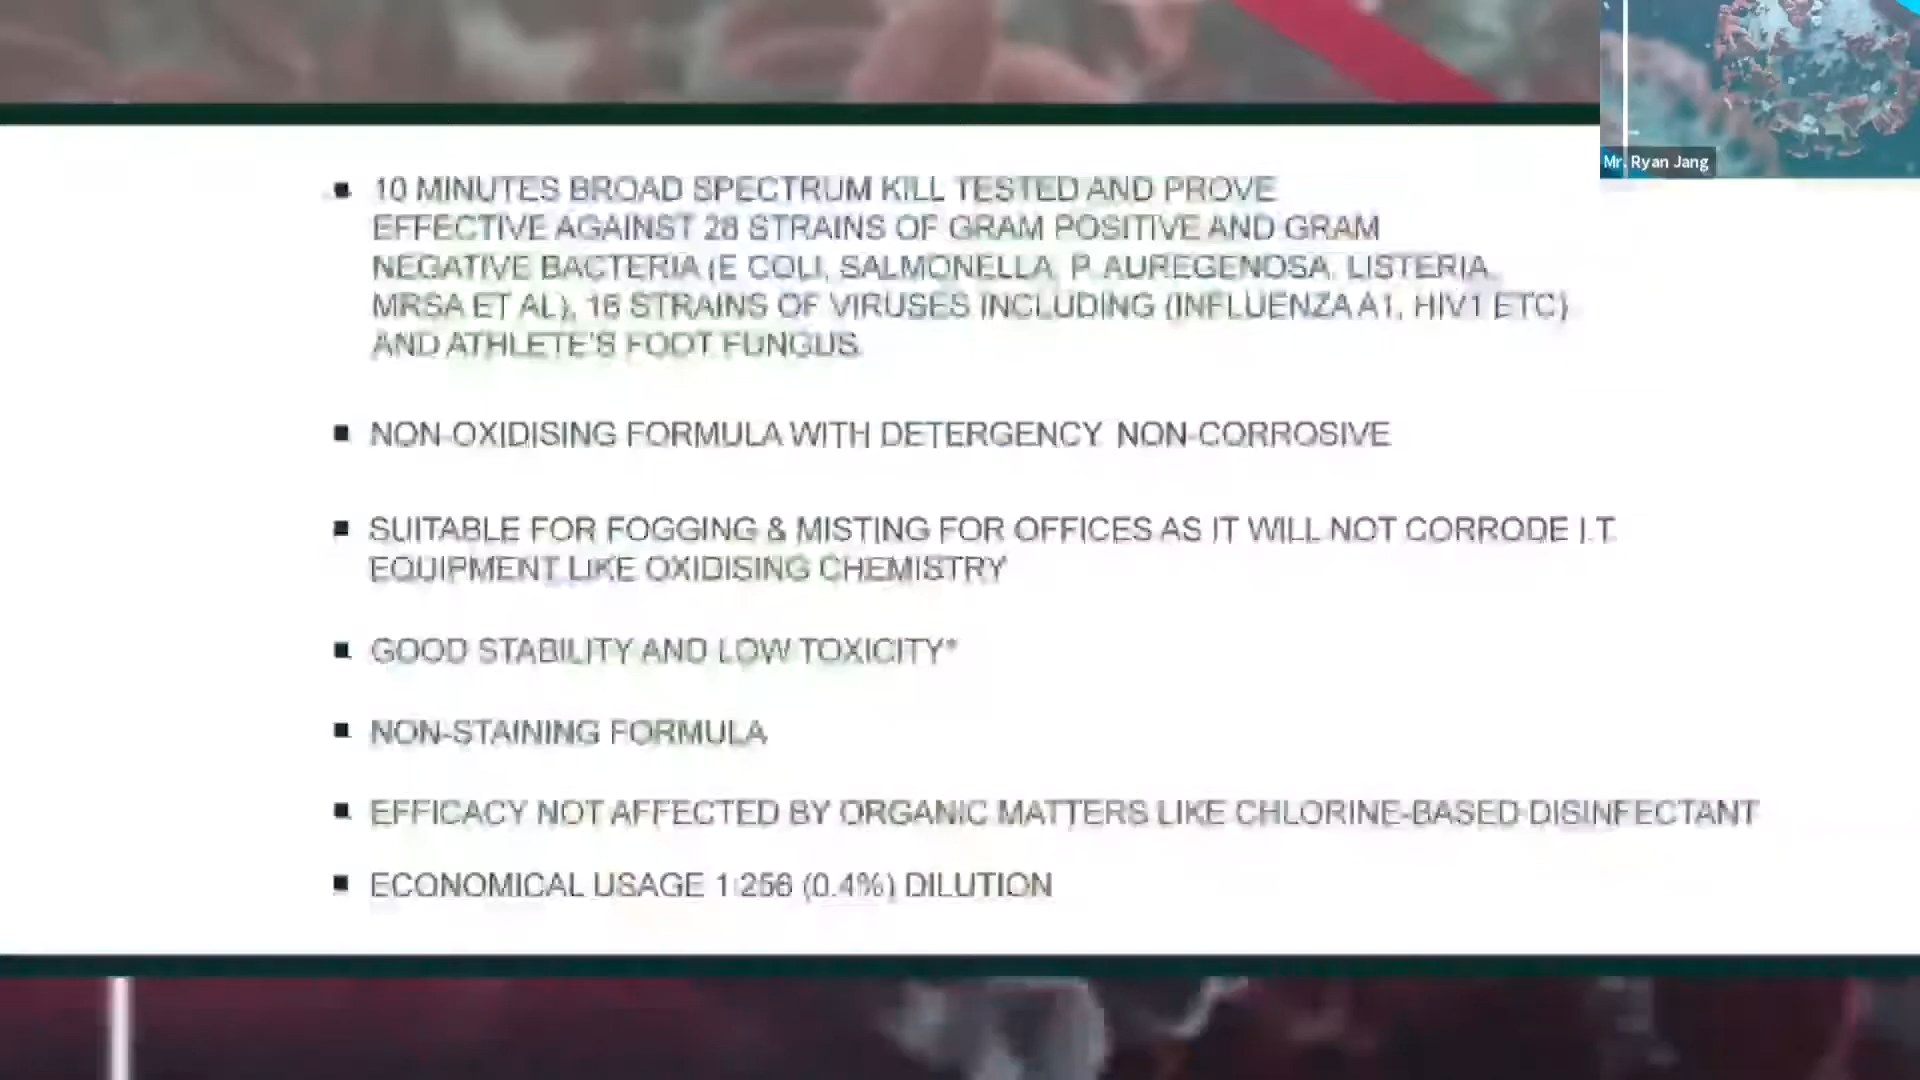 Mr. Ryan Jang
10 MINUTES BROAD SPECTRUM KILL TESTED AND PROVE
EFFECTIVE AGAINST 28 STRAINS OF GRAM POSITIVE AND GRAM
NEGATIVE BACTERIA (E COLI, SALMONELLA, P. AUREGENOSA, LISTERIA,
MRSA ET AL), 16 STRAINS OF VIRUSES INCLUDING (INFLUENZA A1, HIV1 ETC)
AND ATHLETE'S FOOT FUNGUS.
NON-OXIDISING FORMULA WITH DETERGENCY. NON-CORROSIVE
SUITABLE FOR FOGGING & MISTING FOR OFFICES AS IT WILL NOT CORRODE I.T.
EQUIPMENT LIKE OXIDISING CHEMISTRY
GOOD STABILITY AND LOW TOXICITY*
NON-STAINING FORMULA
EFFICACY NOT AFFECTED BY ORGANIC MATTERS LIKE CHLORINE-BASED DISINFECTANT
ECONOMICAL USAGE 1:256 (0.4%) DILUTION